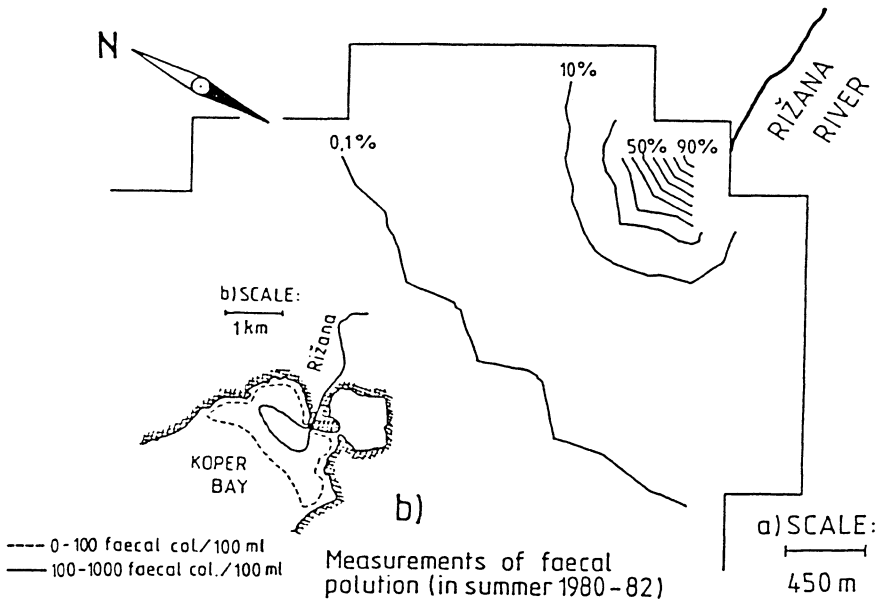 N
10%
RIŽANA
RIVER
0,1%
50% 90%
b) SCALE:
1 km
Rižana
KOPER
BAY
b)
a) SCALE:
450 m
0-100 faecal col./100 ml
100-1000 faecal col./100 ml
Measurements of faecal
polution (in summer 1980-82)